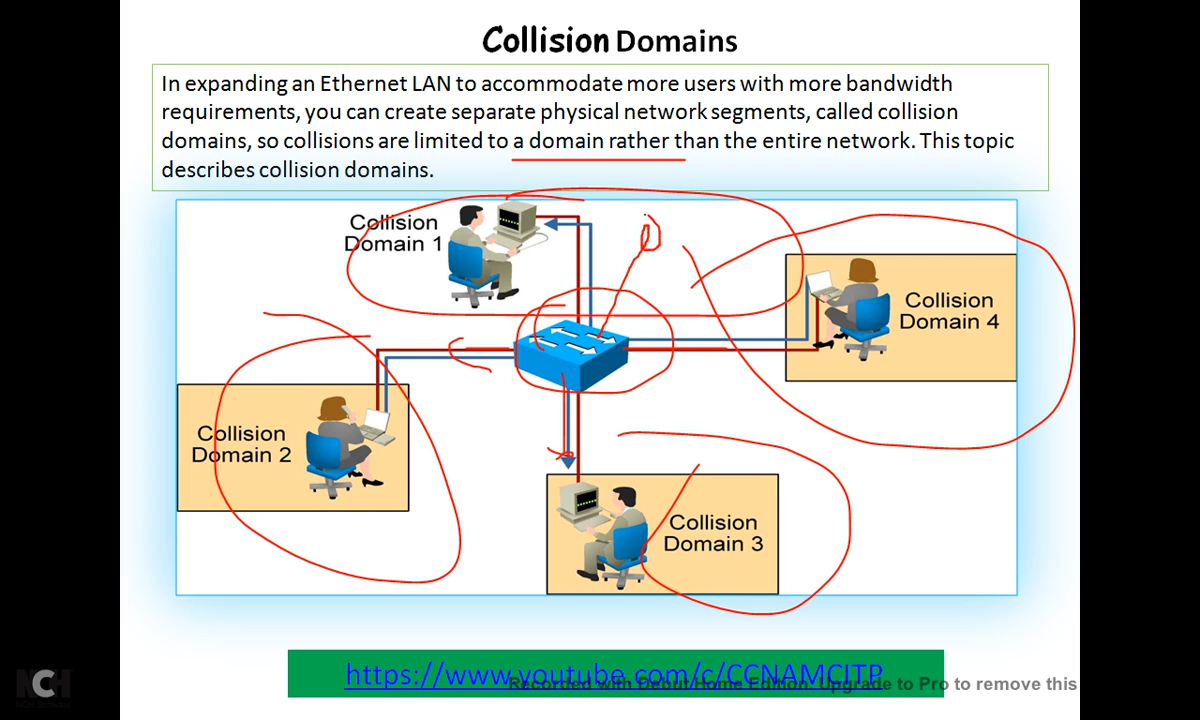 Collision Domains
In expanding an Ethernet LAN to accommodate more users with more bandwidth
requirements, you can create separate physical network segments, called collision
domains, so collisions are limited to a domain rather than the entire network. This topic
describes collision domains.
Collision
Domain 1
Collision
Domain 4
Collision
Domain 2
Collision
Domain 3
https://www.youtube.com/c/CCNAMCITP
Recorded with Debut Home Edition. Upgrade to Pro to remove this
NCH
NCH Software